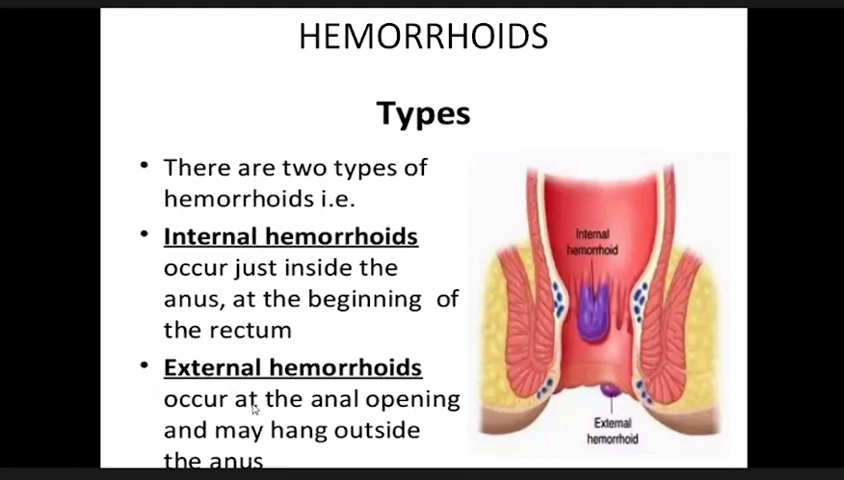 HEMORRHOIDS
Types
• There are two types of
hemorrhoids i.e.
• Internal hemorrhoids
occur just inside the
anus, at the beginning of
the rectum
• External hemorrhoids
occur at the anal opening
and may hang outside
the anus
Internal
hemorrhoid
External
hemorrhoid